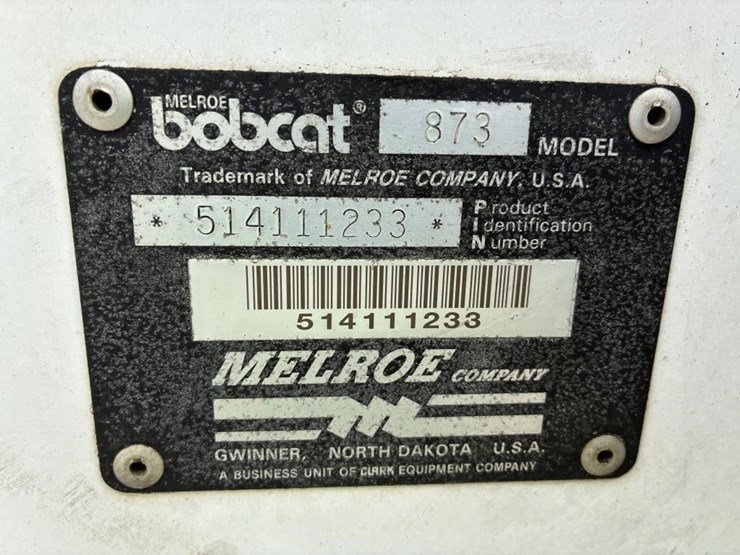 MELROE
bobcat® 873 MODEL
Trademark of MELROE COMPANY, U.S.A.
* 514111233 * Product
Identification
Number
514111233
MELROE COMPANY
GWINNER, NORTH DAKOTA U.S.A.
A BUSINESS UNIT OF CLARK EQUIPMENT COMPANY